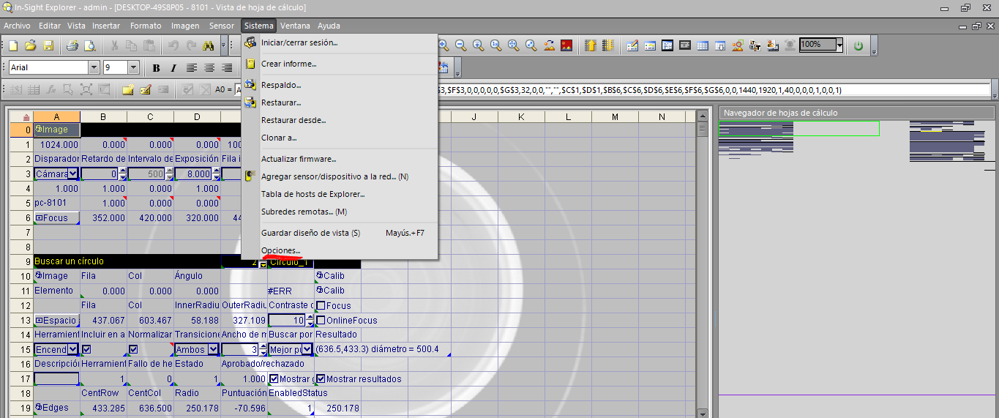 In-Sight Explorer - admin - [DESKTOP-49S8P05 - 8101 - Vista de hoja de cálculo]
Archivo Editar Vista Insertar Formato Imagen Sensor Sistema Ventana Ayuda
Iniciar/cerrar sesión...
100%
Crear informe...
Arial 9 B I
Respaldo...
A0 = $3,$F$3,0,0,0,0,0,$G$3,32,0,0,"","",$C$1,$D$1,$B$6,$C$6,$D$6,$E$6,$F$6,$G$6,0,0,1440,1920,1,40,0,0,0,1,0,0,1)
Restaurar...
Restaurar desde...
Clonar a...
Actualizar firmware...
Agregar sensor/dispositivo a la red... (N)
Tabla de hosts de Explorer...
Subredes remotas... (M)
Guardar diseño de vista (S) Mayús.+F7
Opciones...
Navegador de hojas de cálculo
A B C D J K L M N
0 Image
1 1024.000 0.000 0.000 0.000 100
2 Disparador Retardo de Intervalo de Exposición Fila i
3 Cámara 0 500 8.000
4 1.000 1.000 0.000 1.000
5 pc-8101 1.000 0.000 0.000
6 Focus 352.000 420.000 320.000 44
7
8
9 Buscar un círculo 2 Círculo_1
10 Image Fila Col Ángulo Calib
11 Elemento 0.000 0.000 0.000 #ERR Calib
12 Fila Col InnerRadiu OuterRadiu Contraste Focus
13 Espacio 437.067 603.467 58.188 327.109 10 OnlineFocus
14 Herramient Incluir en a Normalizar Transicione Ancho de m Buscar por Resultado
15 Encend Ambos 3 Mejor pu (636.5,433.3) diámetro = 500.4
16 Descripción Herramient Fallo de he Estado Aprobado/rechazado
17 1 0 1 1.000 Mostrar Mostrar resultados
18 CentRow CentCol Radio Puntuación EnabledStatus
19 Edges 433.285 636.500 250.178 -70.596 1 250.178